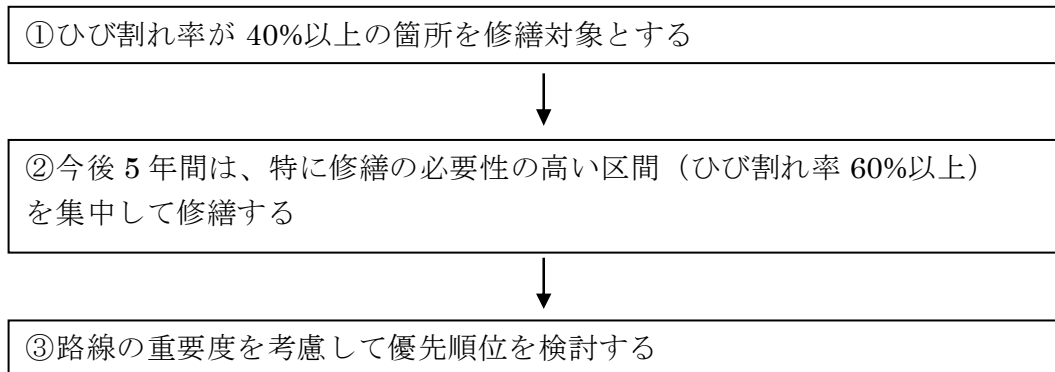 ①ひび割れ率が 40%以上の箇所を修繕対象とする
②今後 5 年間は、特に修繕の必要性の高い区間（ひび割れ率 60%以上）
を集中して修繕する
③路線の重要度を考慮して優先順位を検討する